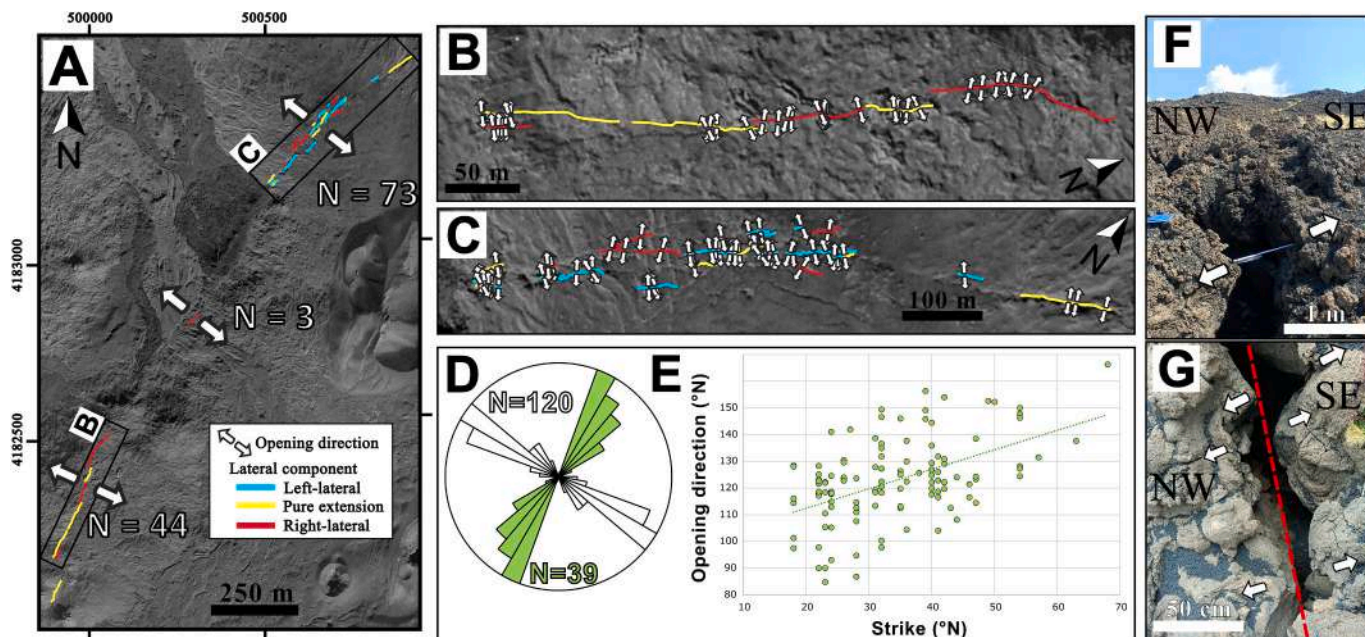 500000
500500
4183000
4182500
A
N
C
N = 73
N = 3
B
N = 44
Opening direction
Lateral component
Left-lateral
Pure extension
Right-lateral
250 m
B
50 m
N
C
100 m
N
D
N=120
N=39
E
Opening direction (°N)
150
140
130
120
110
100
90
80
10
20
30
40
50
60
70
Strike (°N)
F
NW
SE
1 m
G
SE
NW
50 cm